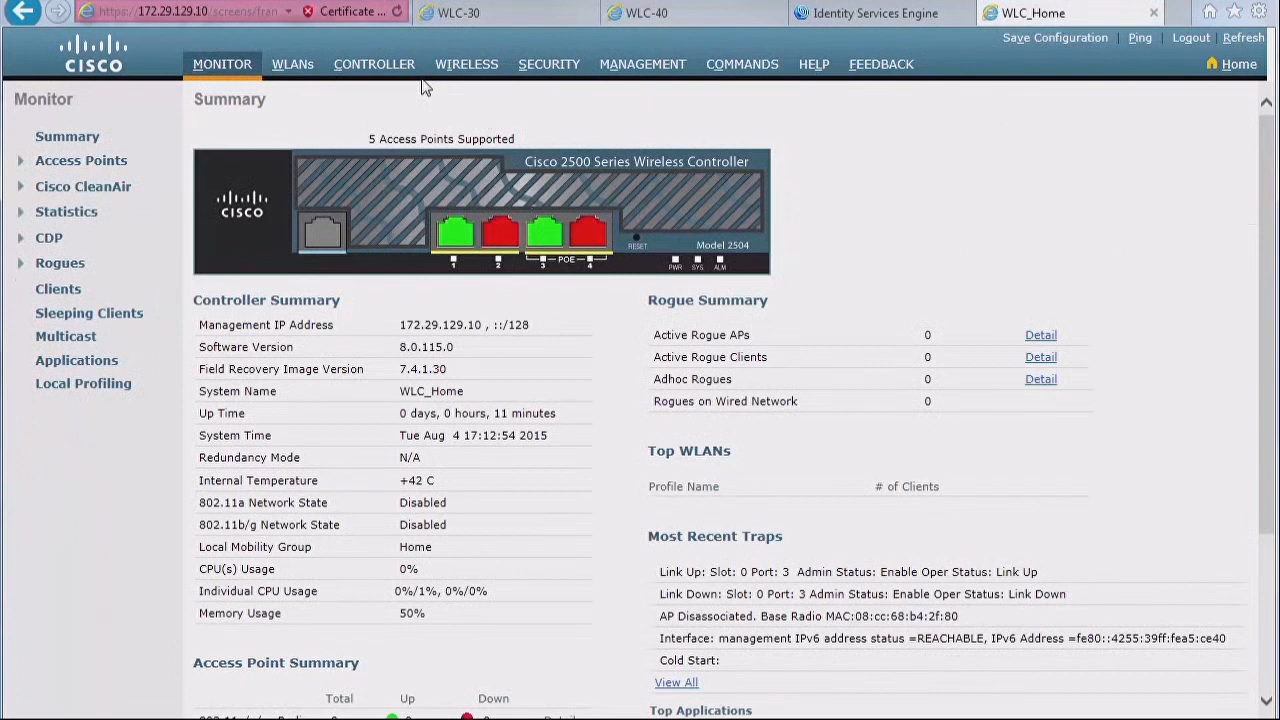 https://172.29.129.10/screens/fran Certificate ... WLC-30 WLC-40 Identity Services Engine WLC_Home
Save Configuration Ping Logout Refresh
CISCO MONITOR WLANs CONTROLLER WIRELESS SECURITY MANAGEMENT COMMANDS HELP FEEDBACK Home
Monitor
Summary
Access Points
Cisco CleanAir
Statistics
CDP
Rogues
Clients
Sleeping Clients
Multicast
Applications
Local Profiling
Summary
5 Access Points Supported
Cisco 2500 Series Wireless Controller
CISCO
RESET Model 2504
1 2 3 POE 4 PWR SYS ALM
Controller Summary
Management IP Address 172.29.129.10 , ::/128
Software Version 8.0.115.0
Field Recovery Image Version 7.4.1.30
System Name WLC_Home
Up Time 0 days, 0 hours, 11 minutes
System Time Tue Aug 4 17:12:54 2015
Redundancy Mode N/A
Internal Temperature +42 C
802.11a Network State Disabled
802.11b/g Network State Disabled
Local Mobility Group Home
CPU(s) Usage 0%
Individual CPU Usage 0%/1%, 0%/0%
Memory Usage 50%
Access Point Summary
Total Up Down
Rogue Summary
Active Rogue APs 0 Detail
Active Rogue Clients 0 Detail
Adhoc Rogues 0 Detail
Rogues on Wired Network 0
Top WLANs
Profile Name # of Clients
Most Recent Traps
Link Up: Slot: 0 Port: 3 Admin Status: Enable Oper Status: Link Up
Link Down: Slot: 0 Port: 3 Admin Status: Enable Oper Status: Link Down
AP Disassociated. Base Radio MAC:08:cc:68:b4:2f:80
Interface: management IPv6 address status =REACHABLE, IPv6 Address =fe80::4255:39ff:fea5:ce40
Cold Start:
View All
Top Applications